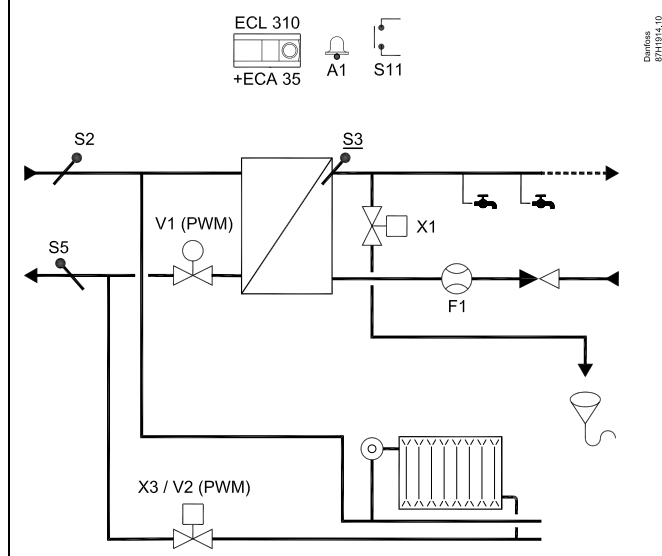 ECL 310
+ECA 35
A1
S11
Danfoss
87H1914.10
S2
S3
V1 (PWM)
X1
S5
F1
X3 / V2 (PWM)